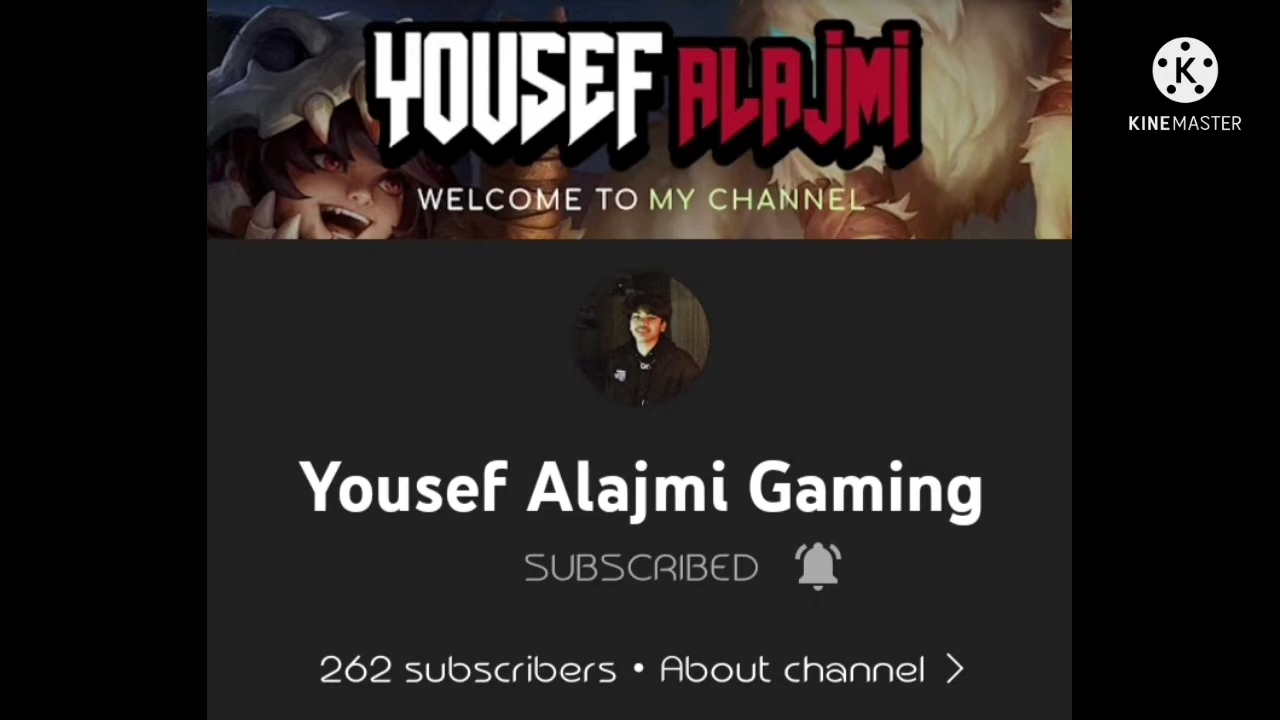 YOUSEF ALAJMI
WELCOME TO MY CHANNEL
K
KINEMASTER
Yousef Alajmi Gaming
SUBSCRIBED
262 subscribers • About channel >